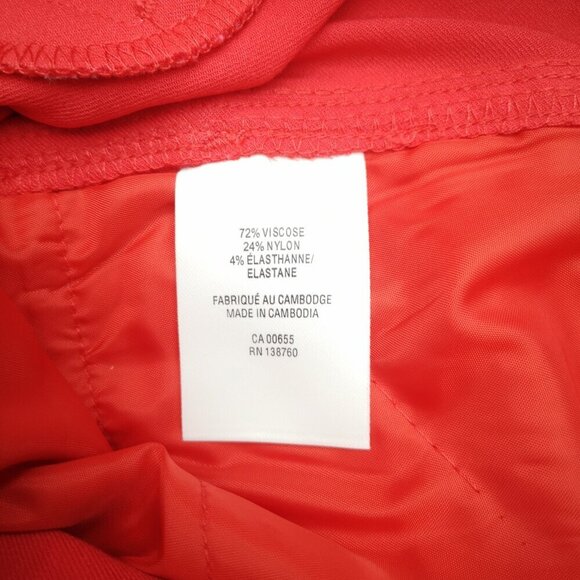 72% VISCOSE
24% NYLON
4% ÉLASTHANNE/
ELASTANE
FABRIQUÉ AU CAMBODGE
MADE IN CAMBODIA
CA 00655
RN 138760